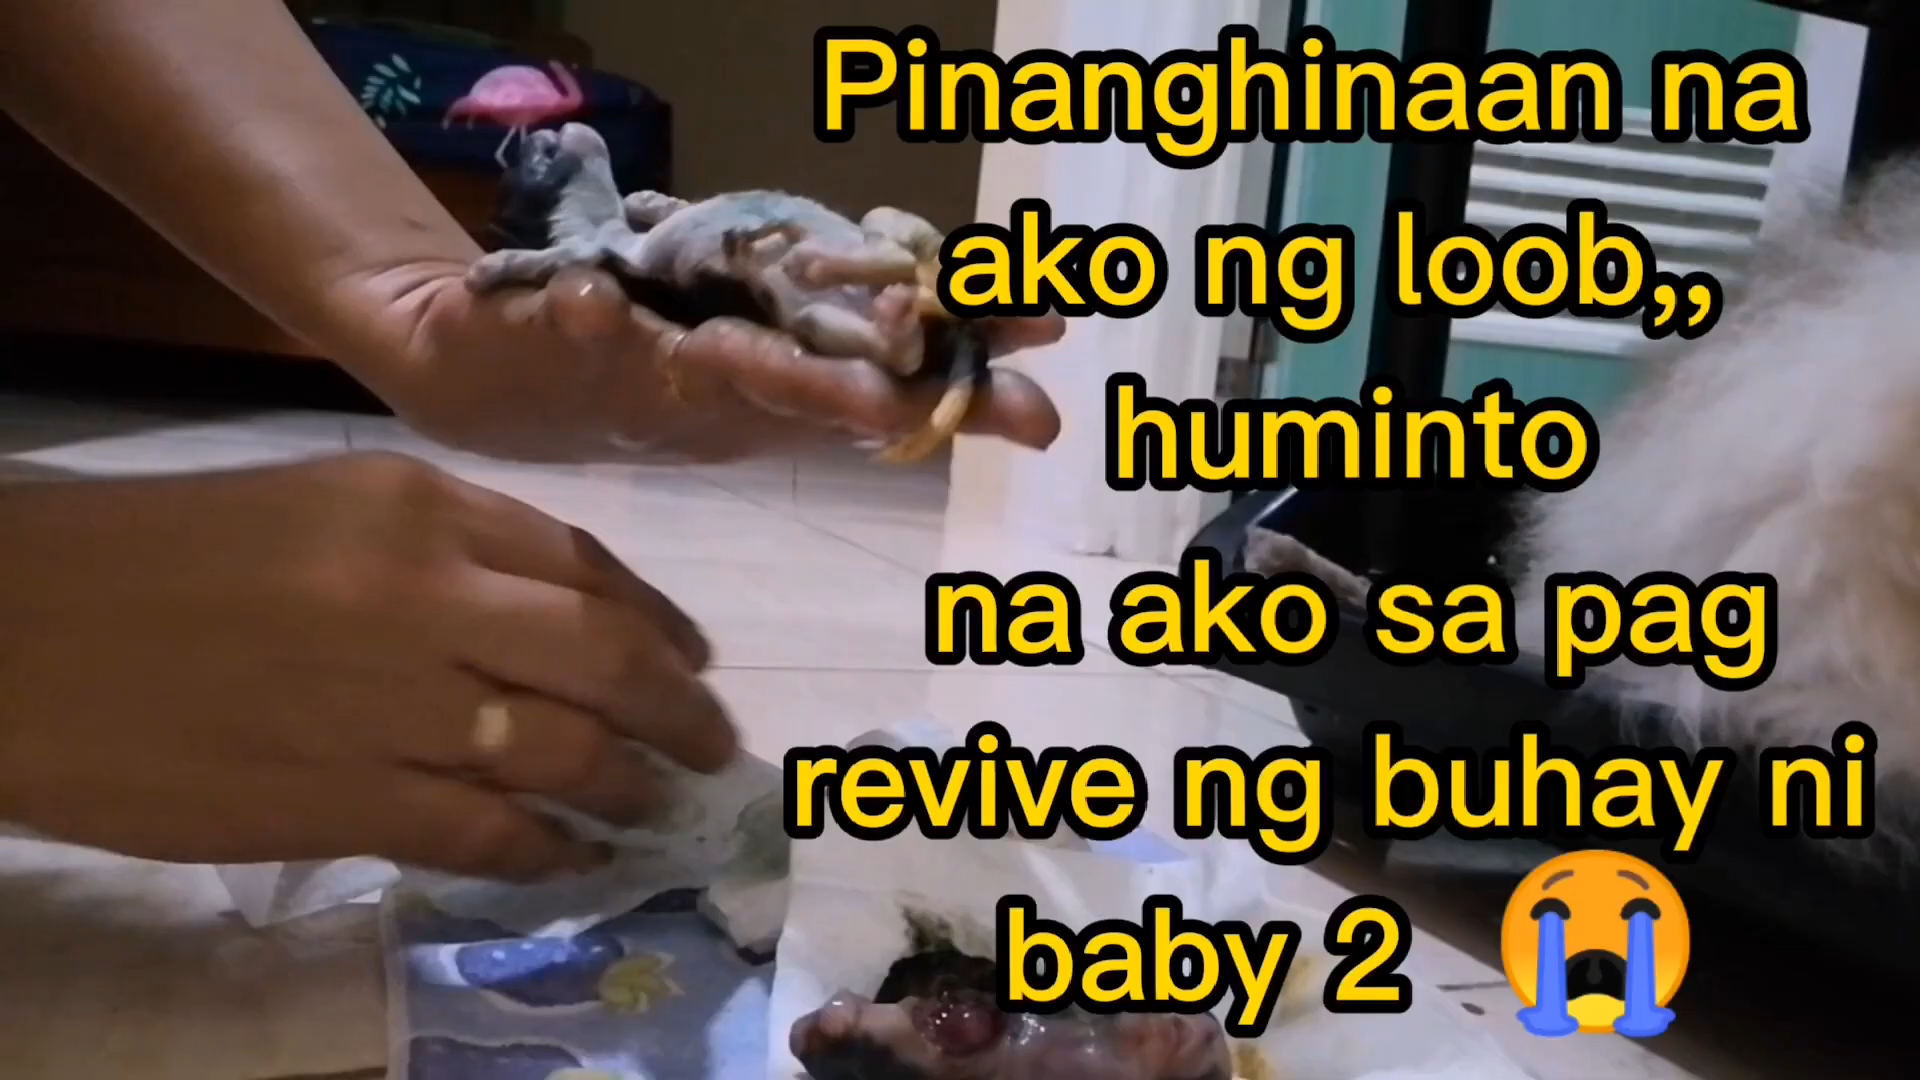 Pinanghinaan na
ako ng loob,,
huminto
na ako sa pag
revive ng buhay ni
baby 2 😭